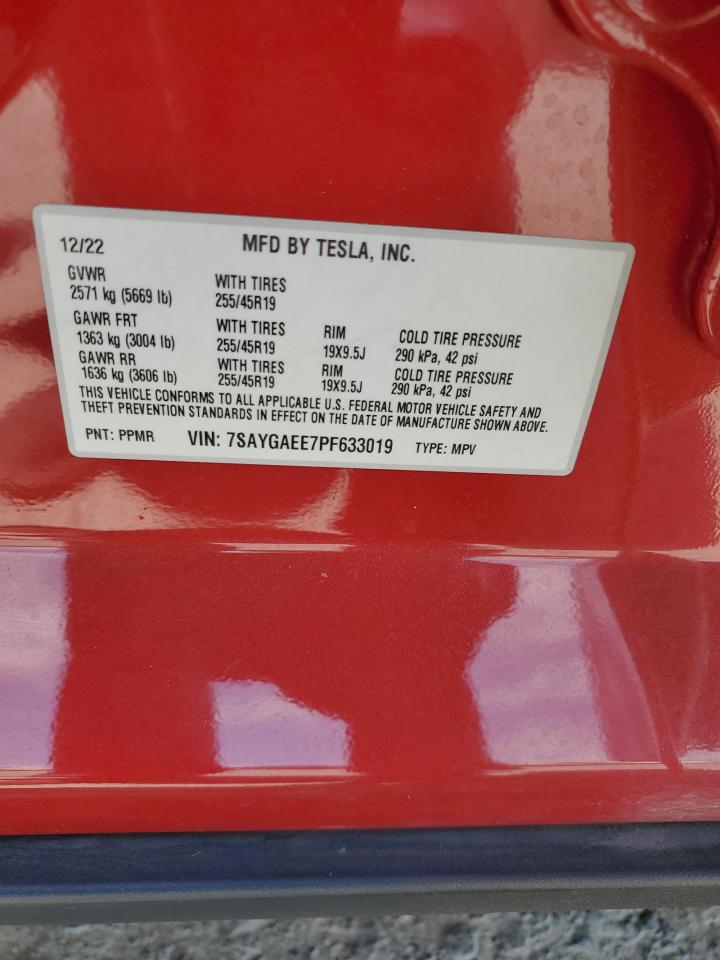 12/22 MFD BY TESLA, INC.
GVWR
2571 kg (5669 lb) WITH TIRES 255/45R19
GAWR FRT
1363 kg (3004 lb) WITH TIRES 255/45R19 RIM 19X9.5J COLD TIRE PRESSURE 290 kPa, 42 psi
GAWR RR
1636 kg (3606 lb) WITH TIRES 255/45R19 RIM 19X9.5J COLD TIRE PRESSURE 290 kPa, 42 psi
THIS VEHICLE CONFORMS TO ALL APPLICABLE U.S. FEDERAL MOTOR VEHICLE SAFETY AND
THEFT PREVENTION STANDARDS IN EFFECT ON THE DATE OF MANUFACTURE SHOWN ABOVE.
PNT: PPMR VIN: 7SAYGAEE7PF633019 TYPE: MPV